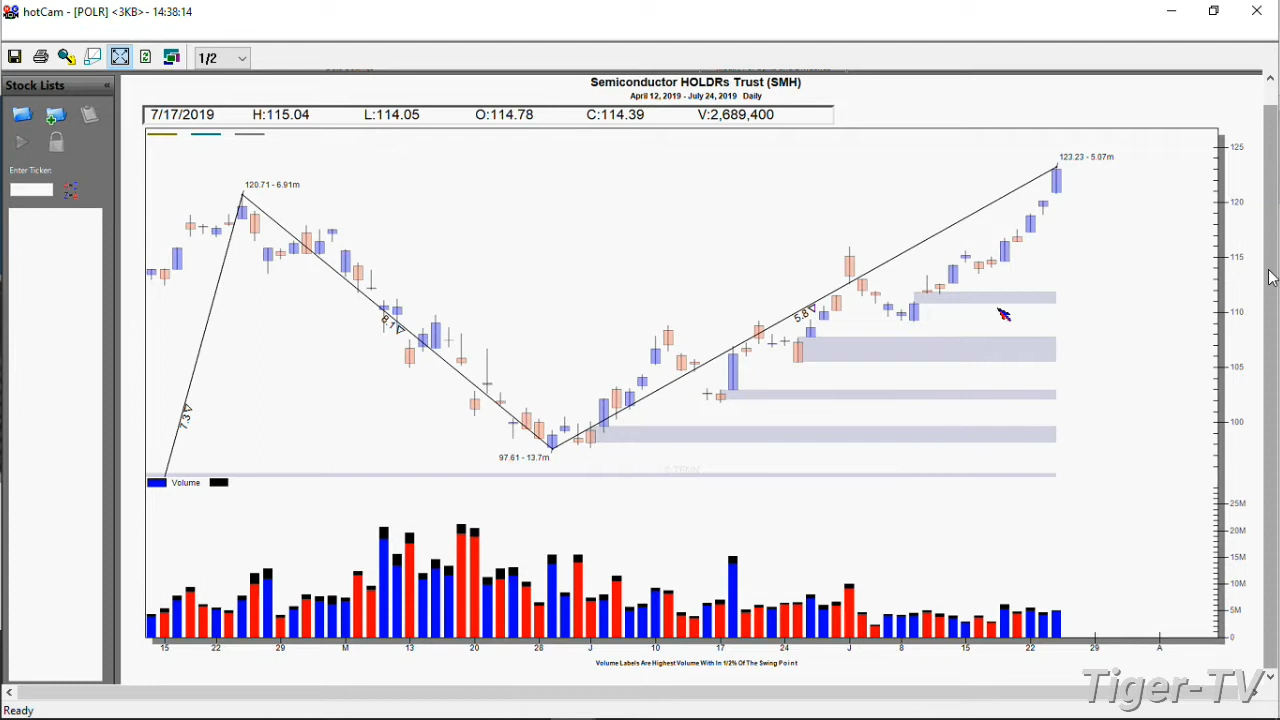 hotCam - [POLR] <3KB> - 14:38:14
1/2
Stock Lists
«
Semiconductor HOLDRs Trust (SMH)
April 12, 2019 - July 24, 2019 Daily
7/17/2019 H:115.04 L:114.05 O:114.78 C:114.39 V:2,689,400
Enter Ticker:
123.23 - 5.07m
120.71 - 6.91m
125
120
115
110
105
100
8.1▽
5.8▽
7.3▽
97.61 - 13.7m
Volume
25M
20M
15M
10M
5M
0
15 22 29 M 13 20 28 J 10 17 24 J 8 15 22 29 A
Volume Labels Are Highest Volume With In 1/2% Of The Swing Point
Tiger-TV
Ready